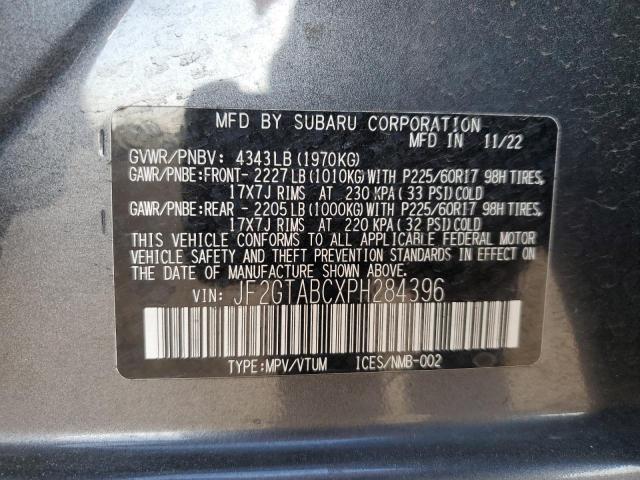 MFD BY SUBARU CORPORATION
MFD IN 11/22
GVWR/PNBV: 4343LB(1970KG)
GAWR/PNBE:FRONT- 2227LB(1010KG)WITH P225/60R17 98H TIRES,
17X7J RIMS AT 230 KPA(33 PSI)COLD
GAWR/PNBE:REAR - 2205LB(1000KG)WITH P225/60R17 98H TIRES,
17X7J RIMS AT 220 KPA(32 PSI)COLD
THIS VEHICLE CONFORMS TO ALL APPLICABLE FEDERAL MOTOR
VEHICLE SAFETY AND THEFT PREVENTION STANDARDS IN EFFECT ON
THE DATE OF MANUFACTURE SHOWN ABOVE.
VIN: JF2GTABCXPH284396
TYPE:MPV/VTUM ICES/NMB-002